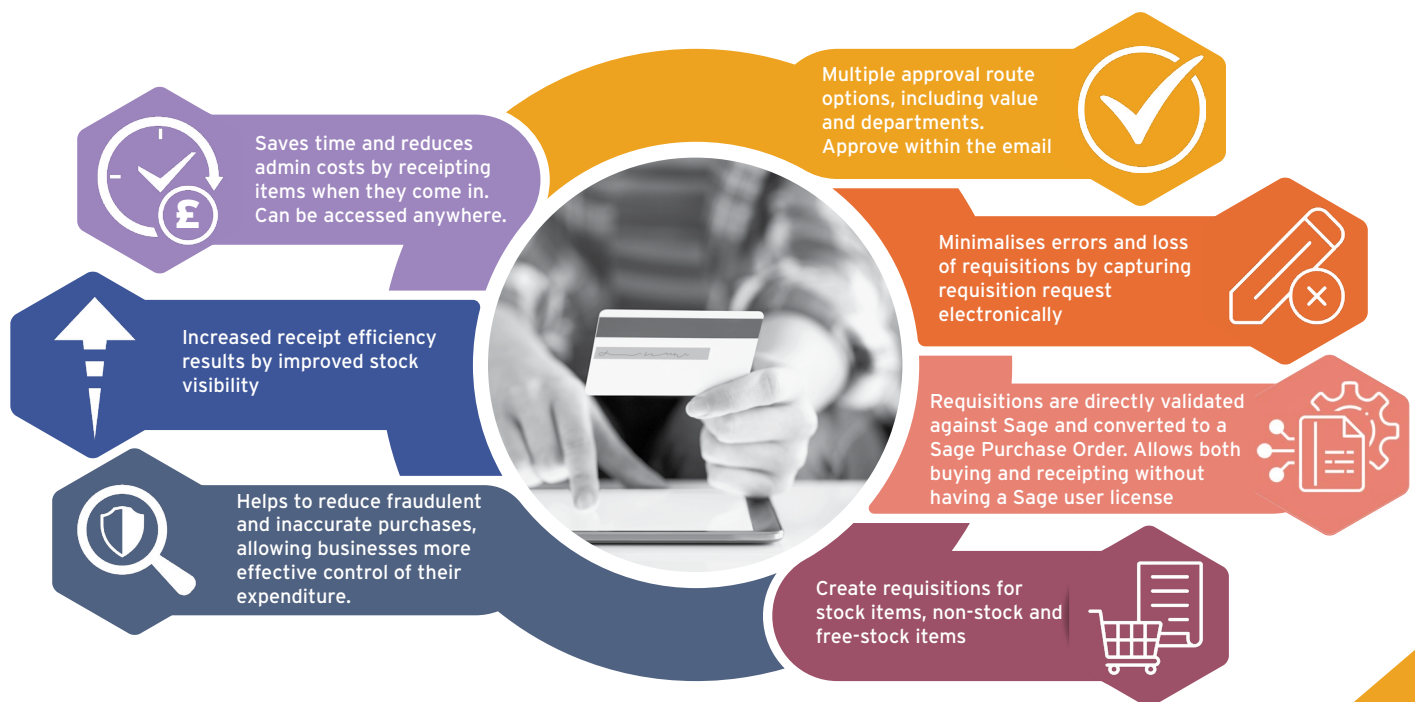 Multiple approval route
options, including value
and departments.
Approve within the email
Saves time and reduces
admin costs by receipting
items when they come in.
Can be accessed anywhere.
£
Minimalises errors and loss
of requisitions by capturing
requisition request
electronically
Increased receipt efficiency
results by improved stock
visibility
Requisitions are directly validated
against Sage and converted to a
Sage Purchase Order. Allows both
buying and receipting without
having a Sage user license
Helps to reduce fraudulent
and inaccurate purchases,
allowing businesses more
effective control of their
expenditure.
Create requisitions for
stock items, non-stock and
free-stock items